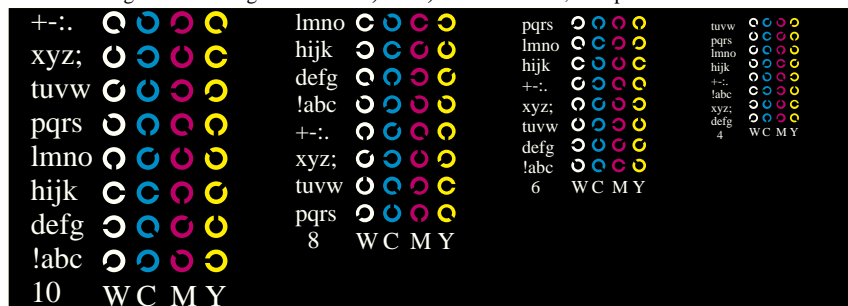 +-:.
xyz;
tuvw
pqrs
lmno
hijk
defg
!abc
10 W C M Y
lmno
hijk
defg
!abc
+-:.
xyz;
tuvw
pqrs
8 W C M Y
pqrs
lmno
hijk
+-:.
xyz;
tuvw
defg
!abc
6 W C M Y
tuvw
pqrs
lmno
hijk
+-:.
!abc
xyz;
defg
4 W C M Y